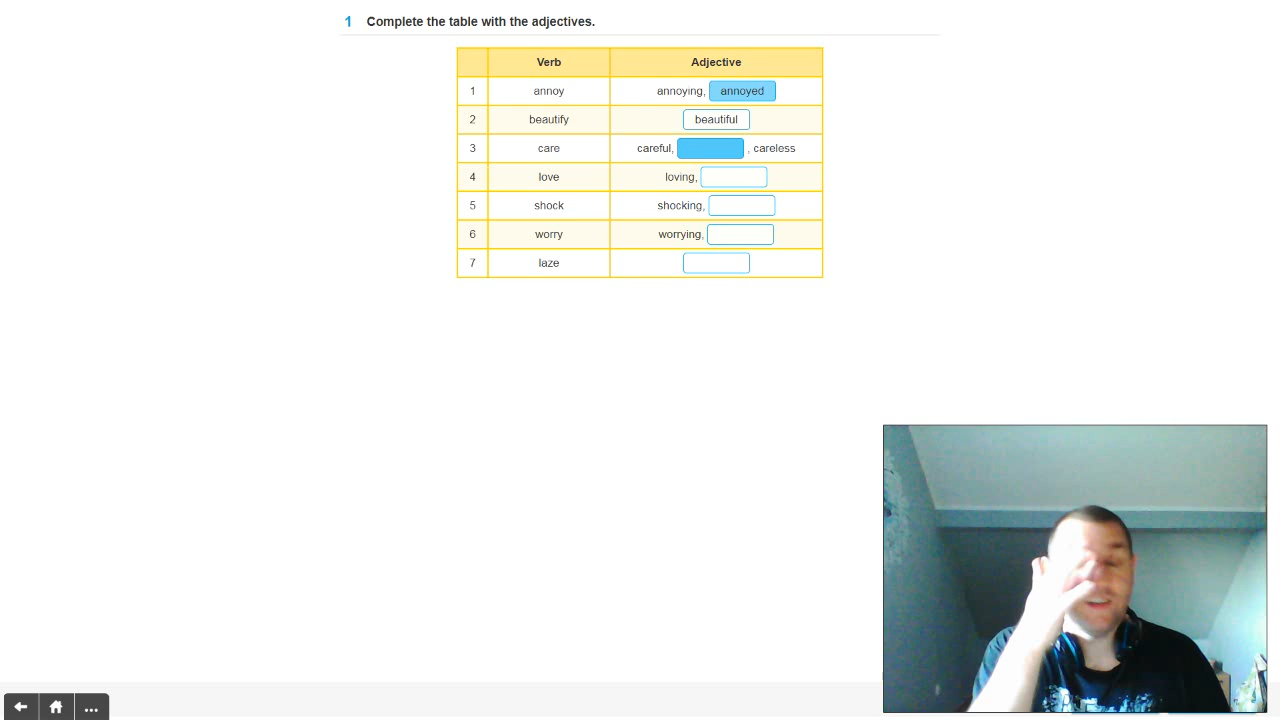 1 Complete the table with the adjectives.
Verb Adjective
1 annoy annoying, annoyed
2 beautify beautiful
3 care careful, , careless
4 love loving,
5 shock shocking,
6 worry worrying,
7 laze
...